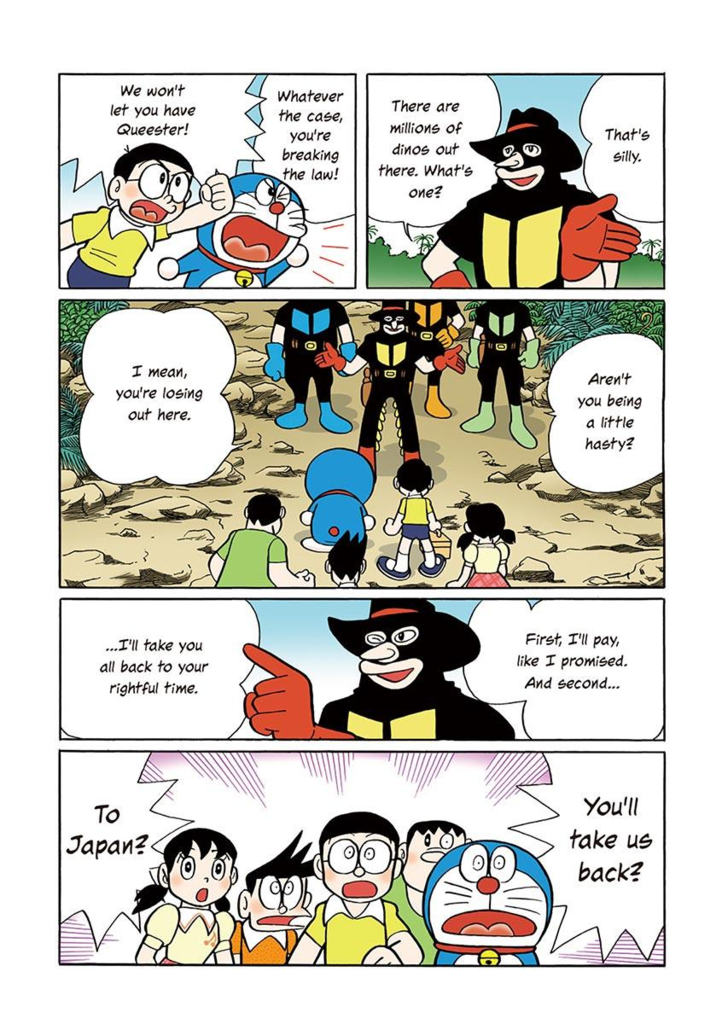 That's
silly.
There are
millions of
dinos out
there. What's
one?
Whatever
the case,
you're
breaking
the law!
We won't
let you have
Queester!
Aren't
you being
a little
hasty?
I mean,
you're losing
out here.
First, I'll pay,
like I promised.
And second...
...I'll take you
all back to your
rightful time.
You'll
take us
back?
To
Japan?